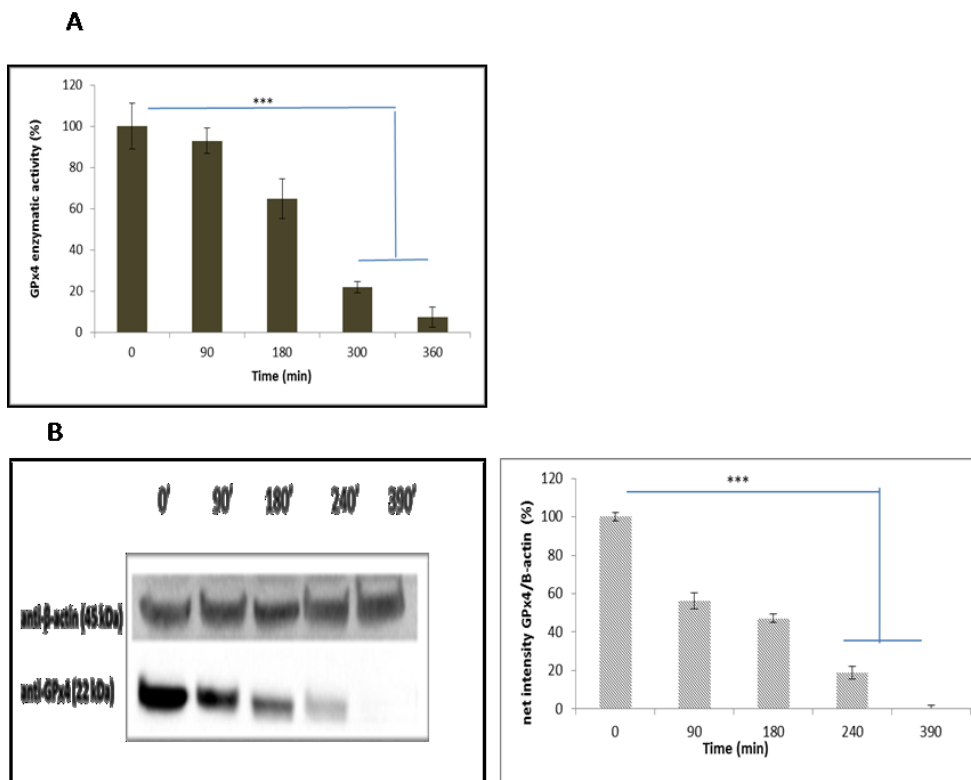 A
GPx4 enzymatic activity (%)
120
100
80
60
40
20
0
***
0 90 180 300 360
Time (min)
B
0' 90' 180' 240' 390'
anti-β-actin (45 kDa)
anti-GPx4 (22 kDa)
net intensity GPx4/B-actin (%)
120
100
80
60
40
20
0
***
0 90 180 240 390
Time (min)